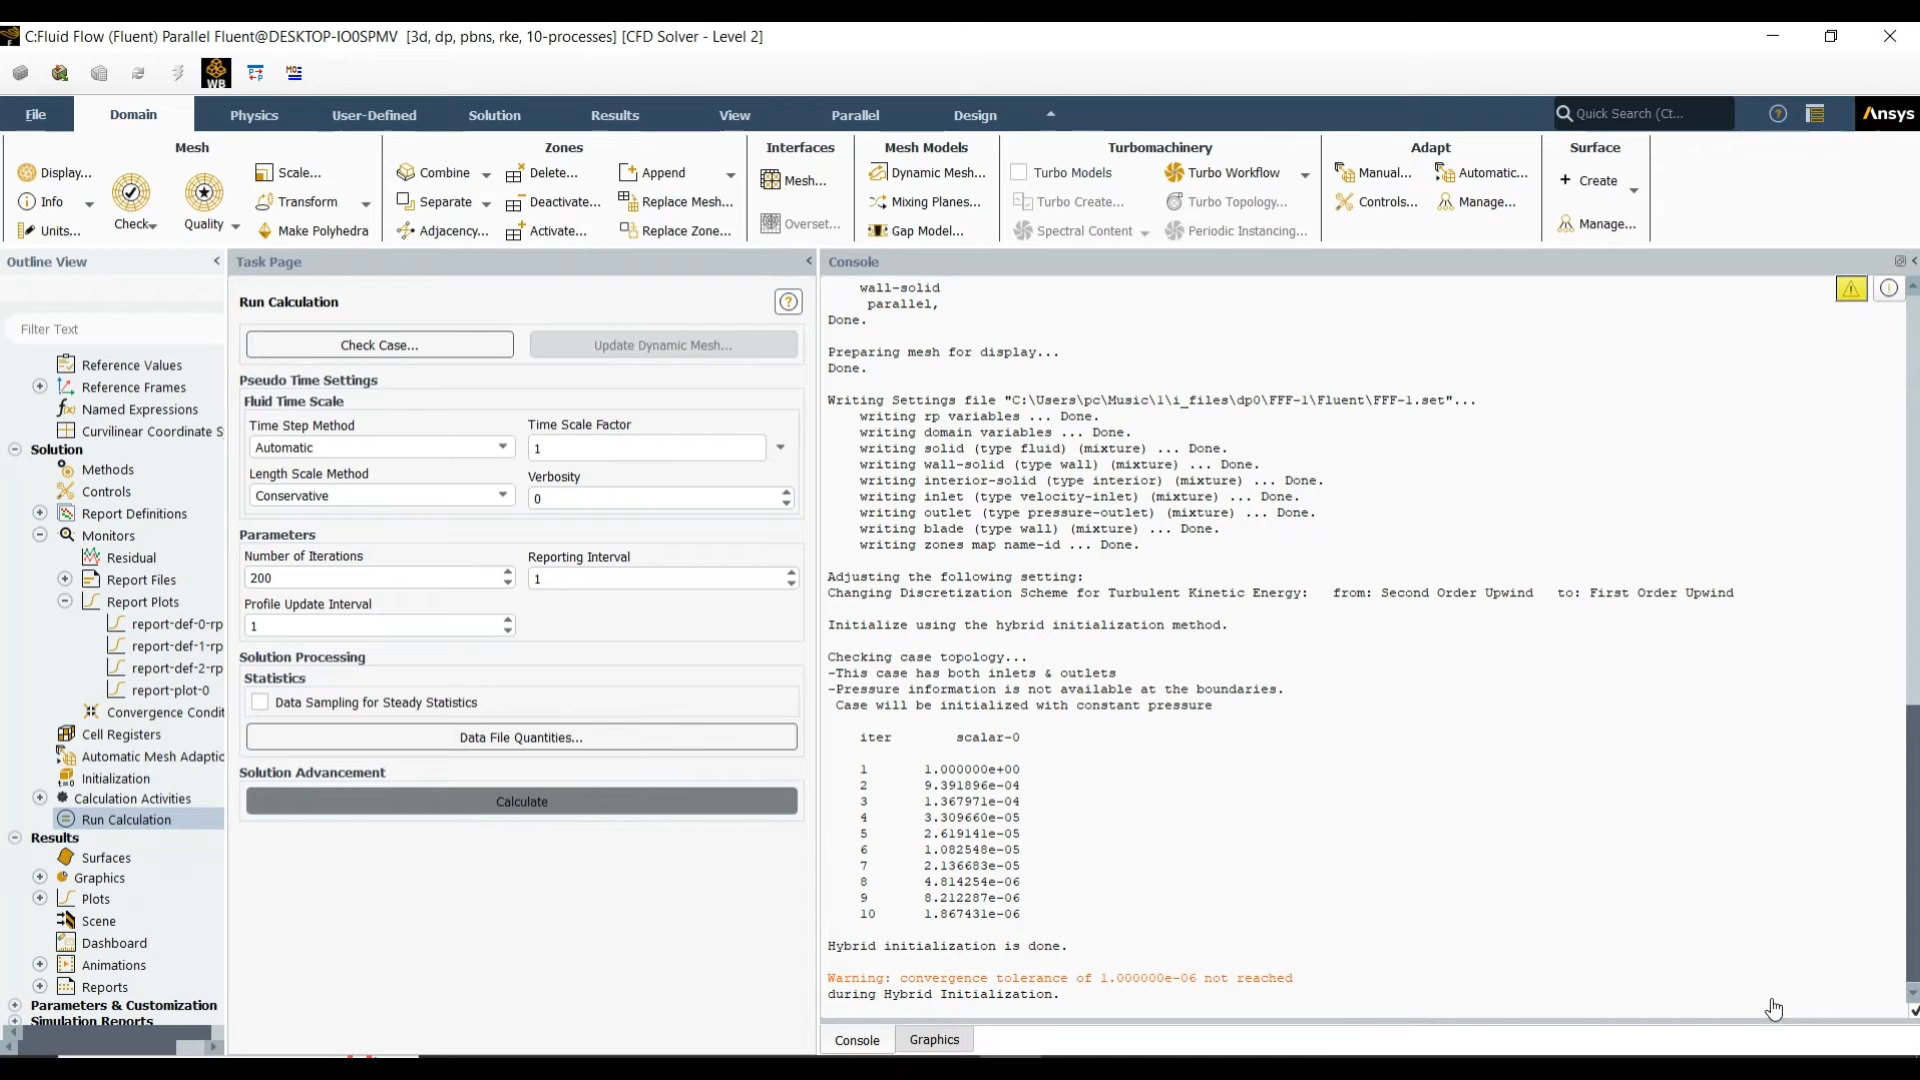 C:Fluid Flow (Fluent) Parallel Fluent@DESKTOP-IO0SPMV [3d, dp, pbns, rke, 10-processes] [CFD Solver - Level 2]
WB
File Domain Physics User-Defined Solution Results View Parallel Design Quick Search (Ct... Ansys
Mesh Zones Interfaces Mesh Models Turbomachinery Adapt Surface
Display... Scale... Combine Delete... Append Mesh... Dynamic Mesh... Turbo Models Turbo Workflow Manual... Automatic... Create
Info Check Quality Transform Separate Deactivate... Replace Mesh... Overset... Mixing Planes... Turbo Create... Turbo Topology... Controls... Manage... Manage...
Units... Make Polyhedra Adjacency... Activate... Replace Zone... Gap Model... Spectral Content Periodic Instancing...
Outline View
Filter Text
Reference Values
Reference Frames
Named Expressions
Curvilinear Coordinate S
Solution
Methods
Controls
Report Definitions
Monitors
Residual
Report Files
Report Plots
report-def-0-rp
report-def-1-rp
report-def-2-rp
report-plot-0
Convergence Condit
Cell Registers
Automatic Mesh Adaptic
Initialization
Calculation Activities
Run Calculation
Results
Surfaces
Graphics
Plots
Scene
Dashboard
Animations
Reports
Parameters & Customization
Simulation Reports
Task Page
Run Calculation
Check Case... Update Dynamic Mesh...
Pseudo Time Settings
Fluid Time Scale
Time Step Method Time Scale Factor
Automatic 1
Length Scale Method Verbosity
Conservative 0
Parameters
Number of Iterations Reporting Interval
200 1
Profile Update Interval
1
Solution Processing
Statistics
Data Sampling for Steady Statistics
Data File Quantities...
Solution Advancement
Calculate
Console
wall-solid
parallel,
Done.
Preparing mesh for display...
Done.
Writing Settings file "C:\Users\pc\Music\1\i_files\dp0\FFF-1\Fluent\FFF-1.set"...
writing rp variables ... Done.
writing domain variables ... Done.
writing solid (type fluid) (mixture) ... Done.
writing wall-solid (type wall) (mixture) ... Done.
writing interior-solid (type interior) (mixture) ... Done.
writing inlet (type velocity-inlet) (mixture) ... Done.
writing outlet (type pressure-outlet) (mixture) ... Done.
writing blade (type wall) (mixture) ... Done.
writing zones map name-id ... Done.
Adjusting the following setting:
Changing Discretization Scheme for Turbulent Kinetic Energy: from: Second Order Upwind to: First Order Upwind
Initialize using the hybrid initialization method.
Checking case topology...
-This case has both inlets & outlets
-Pressure information is not available at the boundaries.
Case will be initialized with constant pressure
iter scalar-0
1 1.000000e+00
2 9.391896e-04
3 1.367971e-04
4 3.309660e-05
5 2.619141e-05
6 1.082548e-05
7 2.136683e-05
8 4.814254e-06
9 8.212287e-06
10 1.867431e-06
Hybrid initialization is done.
Warning: convergence tolerance of 1.000000e-06 not reached
during Hybrid Initialization.
Console Graphics